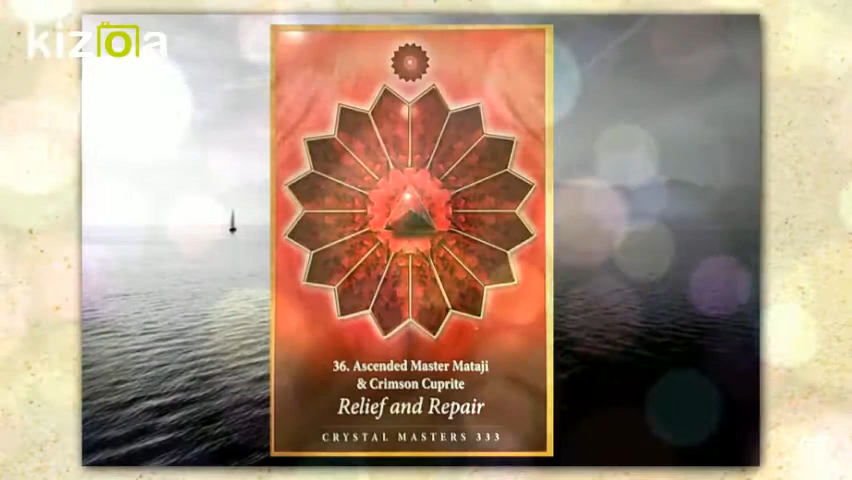 kizoa
36. Ascended Master Mataji
& Crimson Cuprite
Relief and Repair
CRYSTAL MASTERS 333